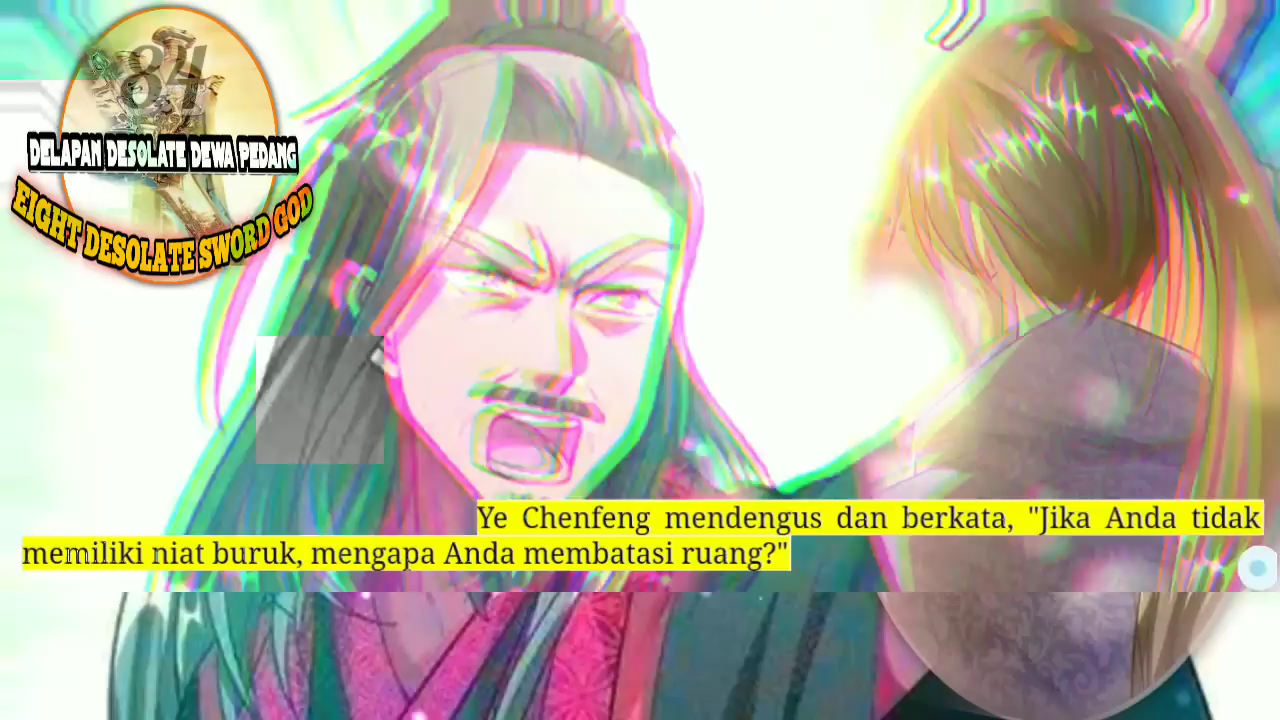 84
DELAPAN DESOLATE DEWA PEDANG
EIGHT DESOLATE SWORD GOD
Ye Chenfeng mendengus dan berkata, "Jika Anda tidak
memiliki niat buruk, mengapa Anda membatasi ruang?"